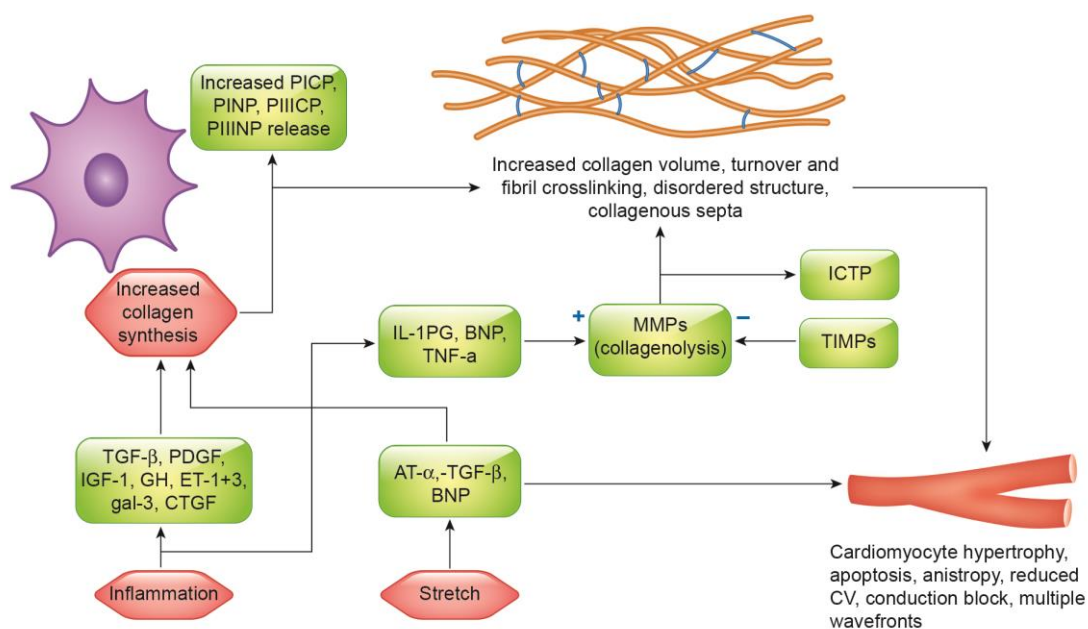 Increased PICP,
PINP, PIIICP,
PIIINP release
Increased collagen volume, turnover and
fibril crosslinking, disordered structure,
collagenous septa
Increased
collagen
synthesis
ICTP
IL-1PG, BNP,
TNF-a
+
MMPs
(collagenolysis)
–
TIMPs
TGF-β, PDGF,
IGF-1, GH, ET-1+3,
gal-3, CTGF
AT-α,-TGF-β,
BNP
Inflammation
Stretch
Cardiomyocyte hypertrophy,
apoptosis, anistropy, reduced
CV, conduction block, multiple
wavefronts